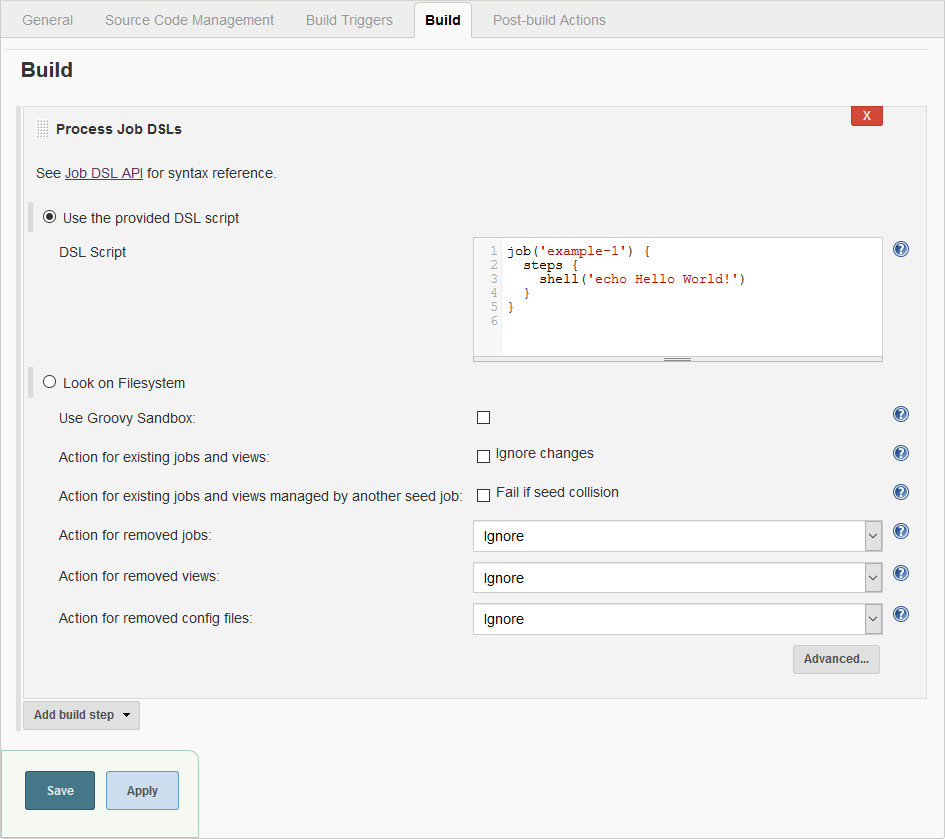 General Source Code Management Build Triggers Build Post-build Actions
Build
Process Job DSLs
X
See Job DSL API for syntax reference.
Use the provided DSL script
DSL Script
1 job('example-1') {
2   steps {
3     shell('echo Hello World!')
4   }
5 }
6
?
Look on Filesystem
Use Groovy Sandbox: ?
Action for existing jobs and views: Ignore changes ?
Action for existing jobs and views managed by another seed job: Fail if seed collision ?
Action for removed jobs: Ignore ?
Action for removed views: Ignore ?
Action for removed config files: Ignore ?
Advanced...
Add build step
Save Apply